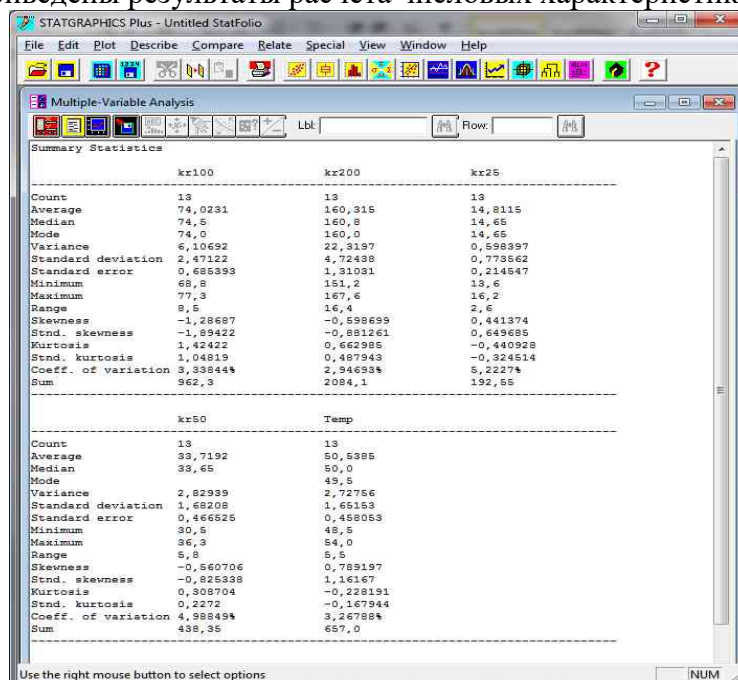 ведены результаты расчета числовых характеристик
STATGRAPHICS Plus - Untitled StatFolio
File Edit Plot Describe Compare Relate Special View Window Help
Multiple-Variable Analysis
Lbl: Row:
Summary Statistics
kr100 kr200 kr25
Count 13 13 13
Average 74,0231 160,315 14,8115
Median 74,5 160,8 14,65
Mode 74,0 160,0 14,65
Variance 6,10692 22,3197 0,598397
Standard deviation 2,47122 4,72438 0,773562
Standard error 0,685393 1,31031 0,214547
Minimum 68,8 151,2 13,6
Maximum 77,3 167,6 16,2
Range 8,5 16,4 2,6
Skewness -1,28687 -0,598699 0,441374
Stnd. skewness -1,89422 -0,881261 0,649685
Kurtosis 1,42422 0,662985 -0,440928
Stnd. kurtosis 1,04819 0,487943 -0,324514
Coeff. of variation 3,33844% 2,94693% 5,2227%
Sum 962,3 2084,1 192,55
kr50 Temp
Count 13 13
Average 33,7192 50,5385
Median 33,65 50,0
Mode 49,5
Variance 2,82939 2,72756
Standard deviation 1,68208 1,65153
Standard error 0,466525 0,458053
Minimum 30,5 48,5
Maximum 36,3 54,0
Range 5,8 5,5
Skewness -0,560706 0,789197
Stnd. skewness -0,825338 1,16167
Kurtosis 0,308704 -0,228191
Stnd. kurtosis 0,2272 -0,167944
Coeff. of variation 4,98849% 3,26788%
Sum 438,35 657,0
Use the right mouse button to select options NUM